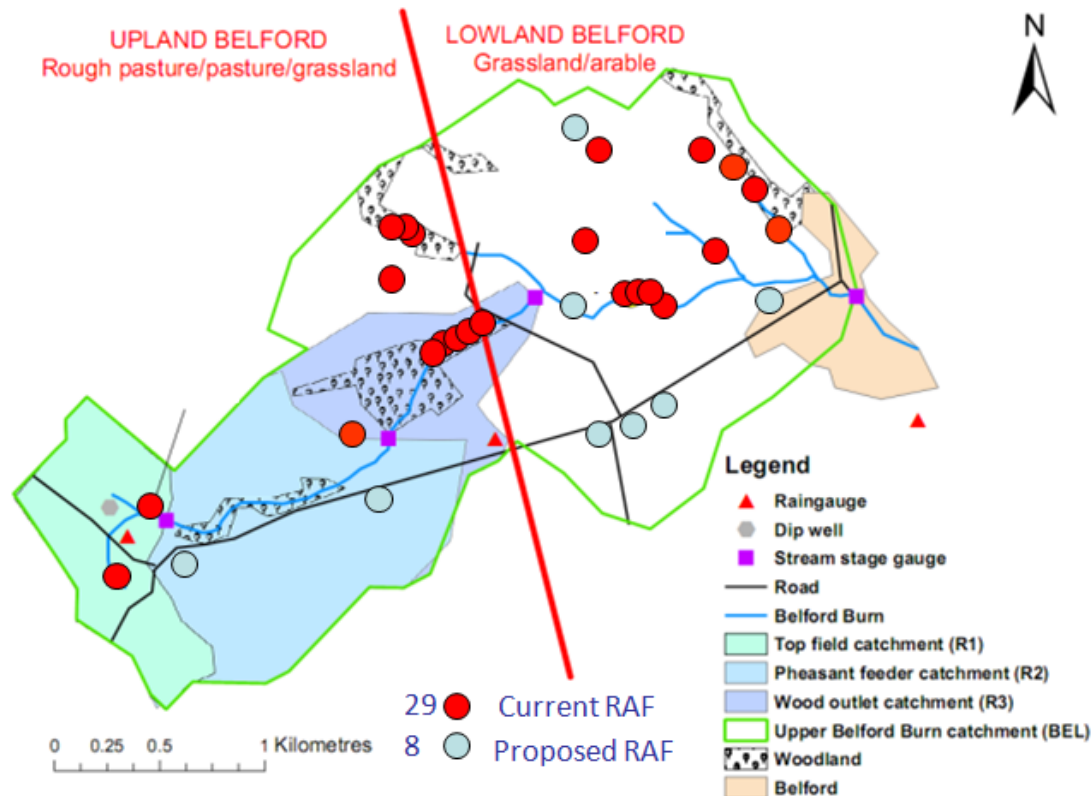 UPLAND BELFORD
Rough pasture/pasture/grassland
LOWLAND BELFORD
Grassland/arable
N
Legend
Raingauge
Dip well
Stream stage gauge
Road
Belford Burn
Top field catchment (R1)
Pheasant feeder catchment (R2)
Wood outlet catchment (R3)
Upper Belford Burn catchment (BEL)
Woodland
Belford
29 Current RAF
8 Proposed RAF
0 0.25 0.5 1 Kilometres